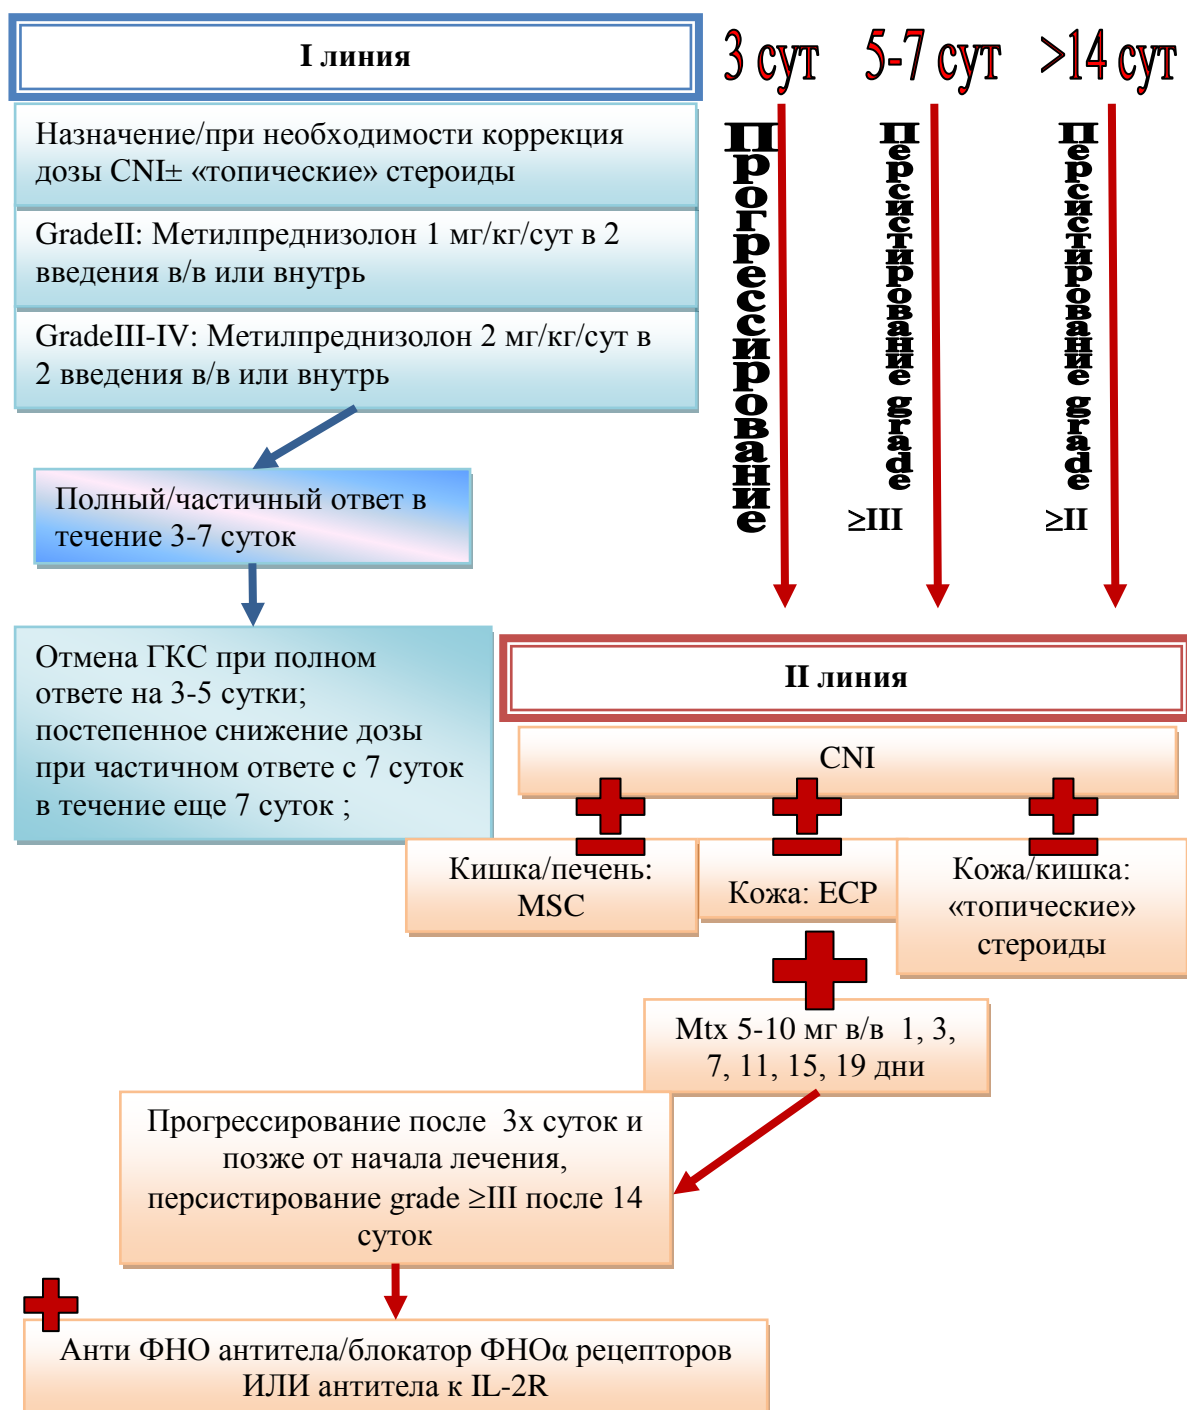 I линия
Назначение/при необходимости коррекция
дозы CNI± «топические» стероиды
GradeII: Метилпреднизолон 1 мг/кг/сут в 2
введения в/в или внутрь
GradeIII-IV: Метилпреднизолон 2 мг/кг/сут в
2 введения в/в или внутрь
3 сут
5-7 сут
>14 сут
Прогрессирование
Персистирование grade
≥III
Персистирование grade
≥II
Полный/частичный ответ в
течение 3-7 суток
Отмена ГКС при полном
ответе на 3-5 сутки;
постепенное снижение дозы
при частичном ответе с 7 суток
в течение еще 7 суток ;
II линия
CNI
Кишка/печень:
MSC
Кожа: ECP
Кожа/кишка:
«топические»
стероиды
Mtx 5-10 мг в/в 1, 3,
7, 11, 15, 19 дни
Прогрессирование после 3х суток и
позже от начала лечения,
персистирование grade ≥III после 14
суток
Анти ФНО антитела/блокатор ФНОα рецепторов
ИЛИ антитела к IL-2R